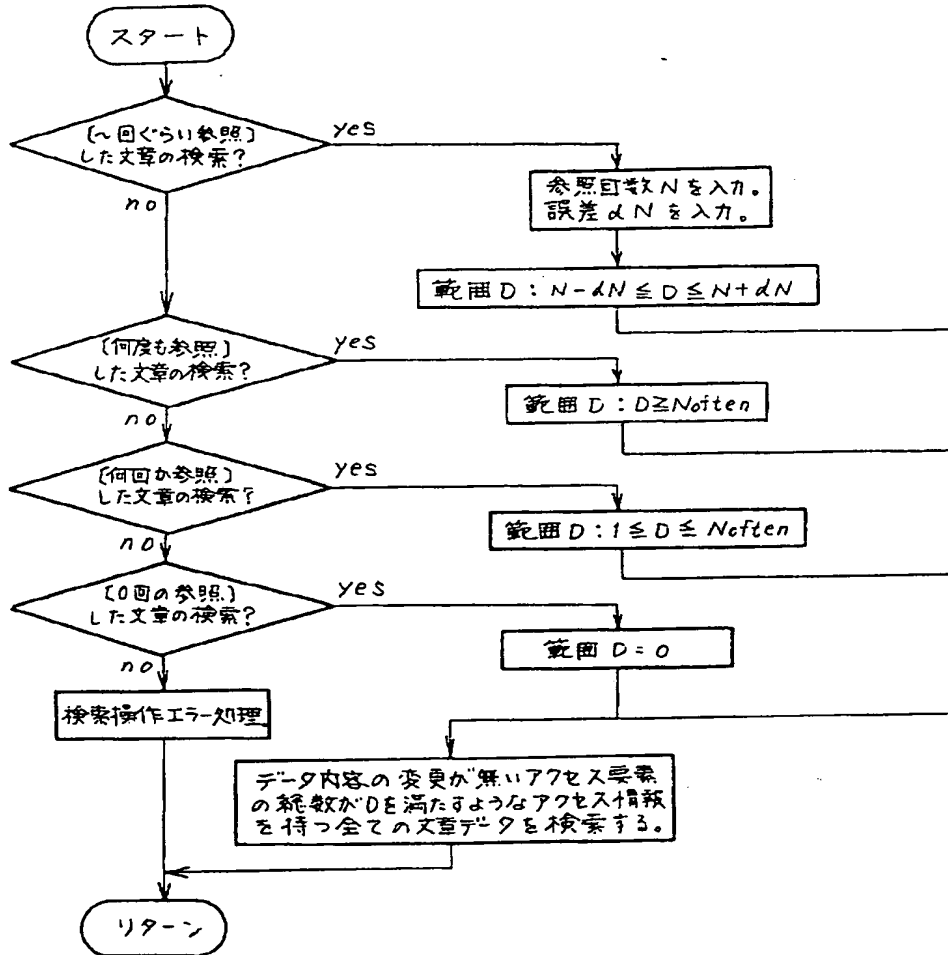 スタート
[~回ぐらい参照]
した文章の検索?
yes
no
参照回数Nを入力。
誤差dNを入力。
範囲D:N-dN≦D≦N+dN
[何度も参照]
した文章の検索?
yes
no
範囲D:D≧Noften
[何回か参照]
した文章の検索?
yes
no
範囲D:1≦D≦Noften
[0回の参照]
した文章の検索?
yes
no
範囲D=0
検索操作エラー処理
データ内容の変更が無いアクセス要素
の総数がDを満たすようなアクセス情報
を持つ全ての文章データを検索する。
リターン